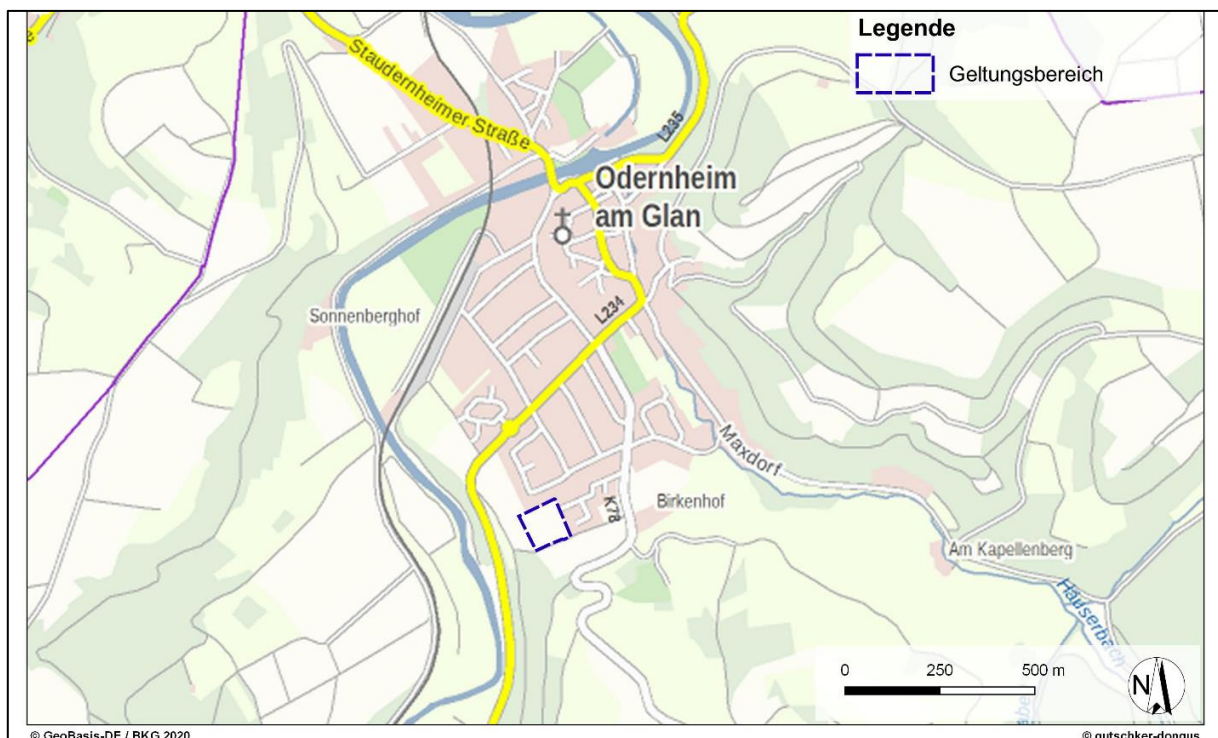 Legende
Geltungsbereich
Staudernheimer Straße
L235
Odernheim
am Glan
Sonnenberghof
L234
Maxdorf
K78
Birkenhof
Am Kapellenberg
Häuserbach
0 250 500 m
N
© GeoBasis-DE / BKG 2020
© gutschker-dongus